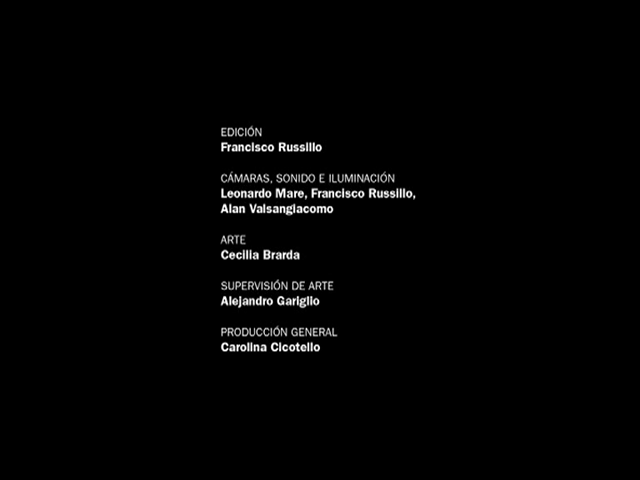 EDICIÓN
Francisco Russillo
CÁMARAS, SONIDO E ILUMINACIÓN
Leonardo Mare, Francisco Russillo,
Alan Valsangiacomo
ARTE
Cecilia Brarda
SUPERVISIÓN DE ARTE
Alejandro Gariglio
PRODUCCIÓN GENERAL
Carolina Cicotello